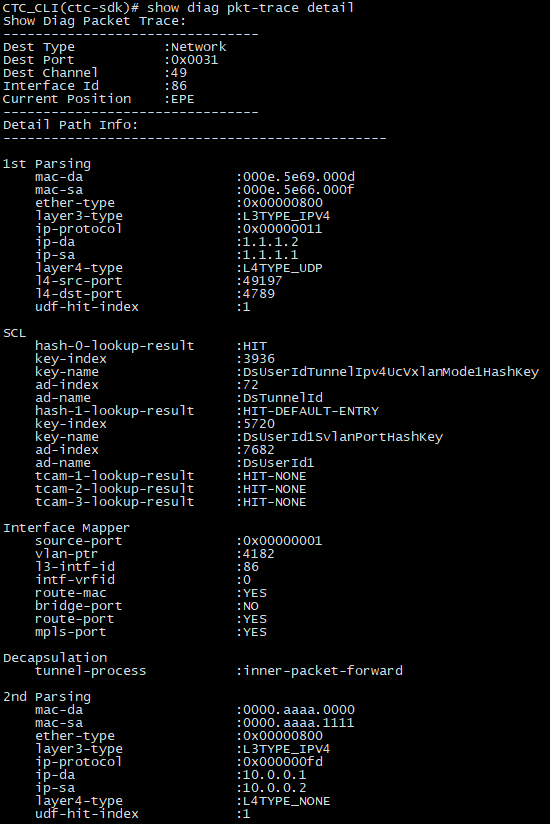 CTC_CLI(ctc-sdk)# show diag pkt-trace detail
Show Diag Packet Trace:
--------------------------------
Dest Type           :Network
Dest Port           :0x0031
Dest Channel        :49
Interface Id        :86
Current Position    :EPE
--------------------------------
Detail Path Info:
------------------------------------------------
1st Parsing
    mac-da                   :000e.5e69.000d
    mac-sa                   :000e.5e66.000f
    ether-type               :0x00000800
    layer3-type              :L3TYPE_IPV4
    ip-protocol              :0x00000011
    ip-da                    :1.1.1.2
    ip-sa                    :1.1.1.1
    layer4-type              :L4TYPE_UDP
    l4-src-port              :49197
    l4-dst-port              :4789
    udf-hit-index            :1
SCL
    hash-0-lookup-result     :HIT
    key-index                :3936
    key-name                 :DsUserIdTunnelIpv4UcVxlanMode1HashKey
    ad-index                 :72
    ad-name                  :DsTunnelId
    hash-1-lookup-result     :HIT-DEFAULT-ENTRY
    key-index                :5720
    key-name                 :DsUserId1SvlanPortHashKey
    ad-index                 :7682
    ad-name                  :DsUserId1
    tcam-1-lookup-result     :HIT-NONE
    tcam-2-lookup-result     :HIT-NONE
    tcam-3-lookup-result     :HIT-NONE
Interface Mapper
    source-port              :0x00000001
    vlan-ptr                 :4182
    l3-intf-id               :86
    intf-vrfid               :0
    route-mac                :YES
    bridge-port              :NO
    route-port               :YES
    mpls-port                :YES
Decapsulation
    tunnel-process           :inner-packet-forward
2nd Parsing
    mac-da                   :0000.aaaa.0000
    mac-sa                   :0000.aaaa.1111
    ether-type               :0x00000800
    layer3-type              :L3TYPE_IPV4
    ip-protocol              :0x000000fd
    ip-da                    :10.0.0.1
    ip-sa                    :10.0.0.2
    layer4-type              :L4TYPE_NONE
    udf-hit-index            :1